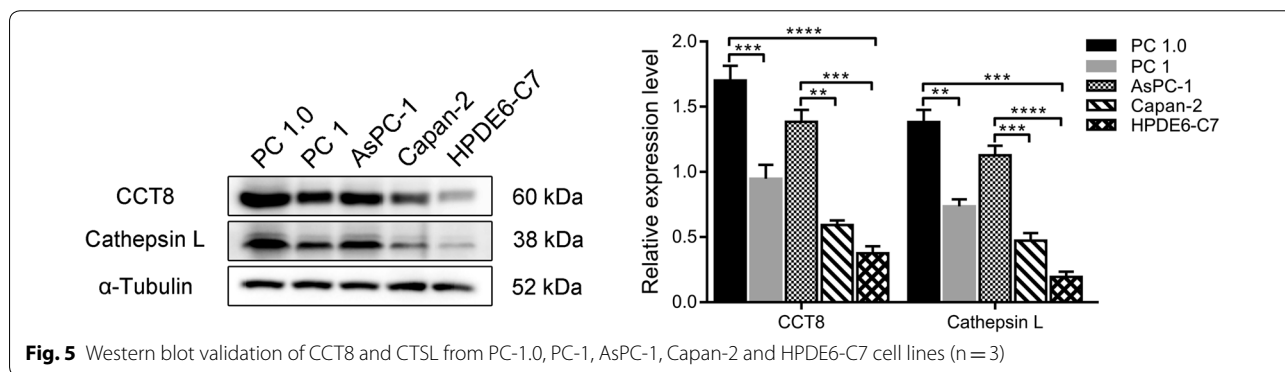 PC 1.0 PC 1 AsPC-1 Capan-2 HPDE6-C7
CCT8 60 kDa
Cathepsin L 38 kDa
α-Tubulin 52 kDa
Relative expression level
2.0
1.5
1.0
0.5
0.0
**** 
***
***
**
***
**
****
***
CCT8 Cathepsin L
PC 1.0
PC 1
AsPC-1
Capan-2
HPDE6-C7
Fig. 5 Western blot validation of CCT8 and CTSL from PC-1.0, PC-1, AsPC-1, Capan-2 and HPDE6-C7 cell lines (n = 3)